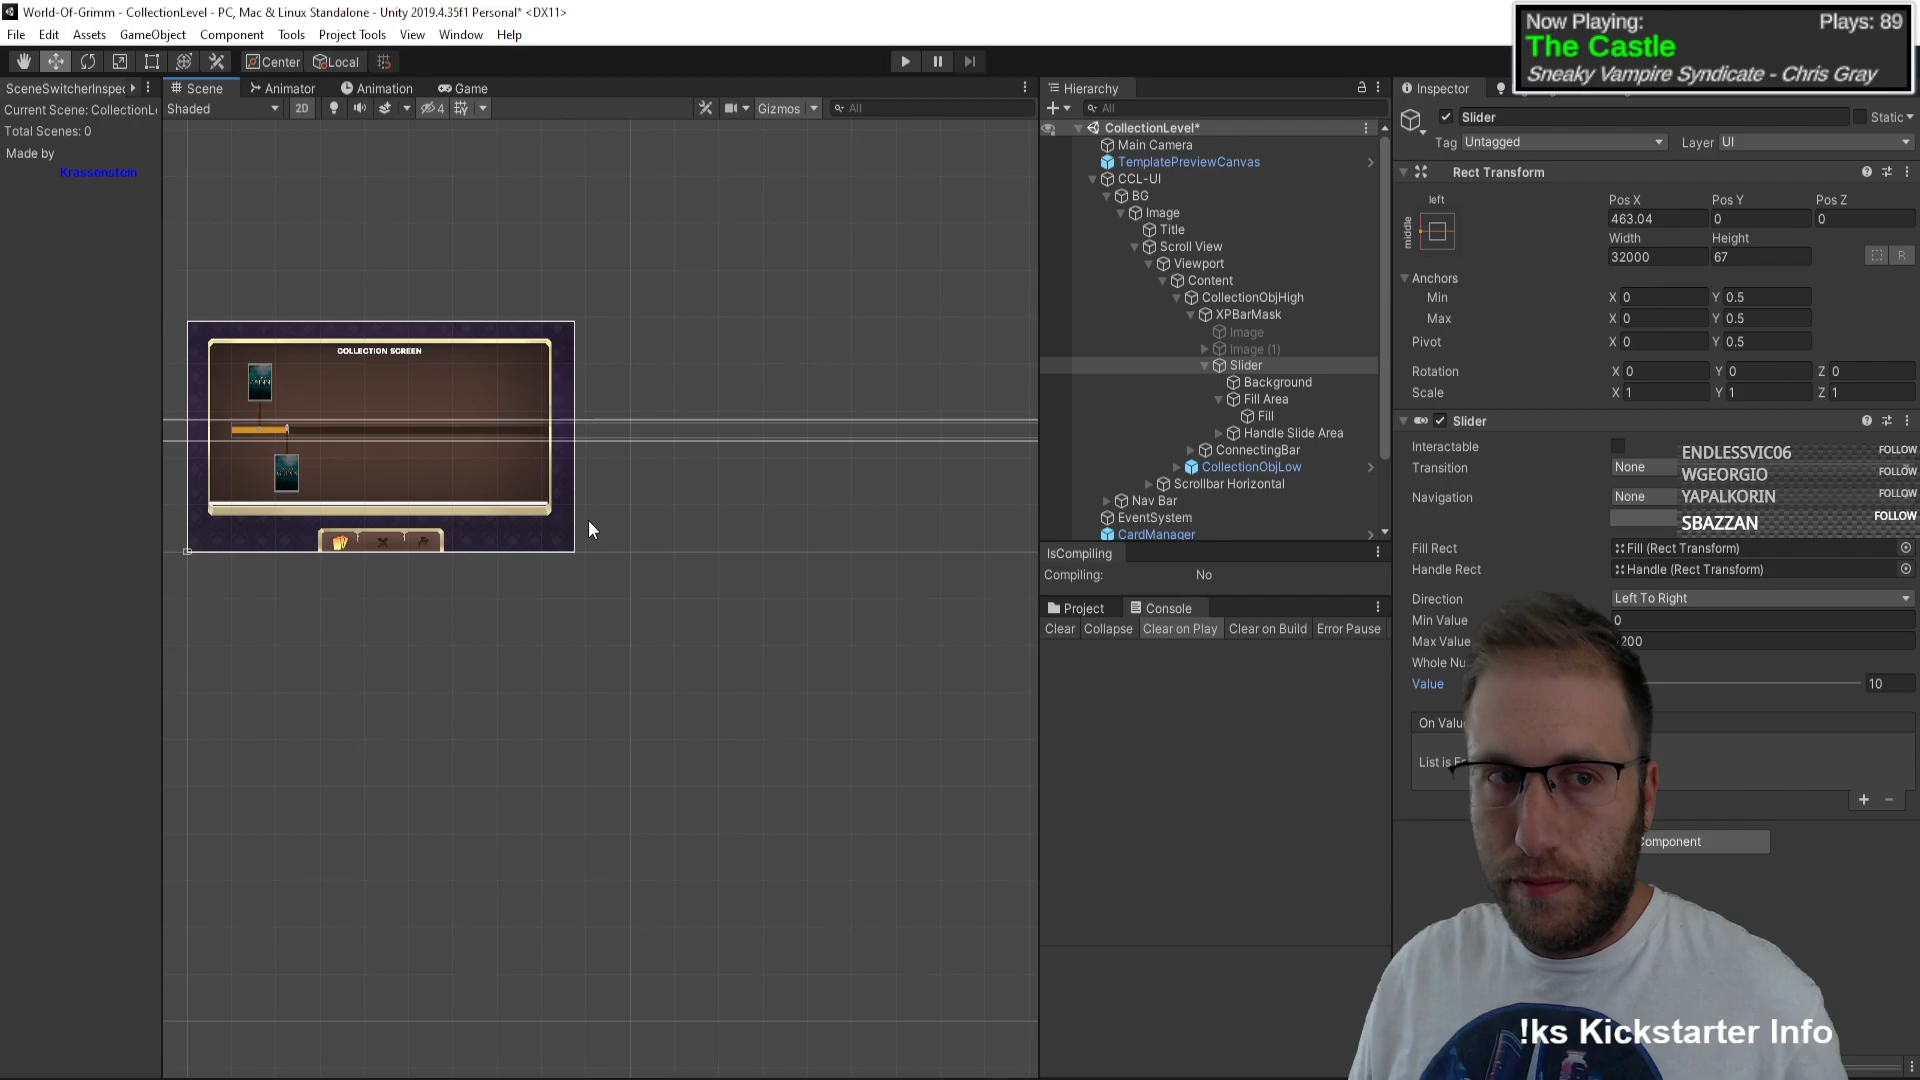 World-Of-Grimm - CollectionLevel - PC, Mac & Linux Standalone - Unity 2019.4.35f1 Personal* <DX11>
File Edit Assets GameObject Component Tools Project Tools View Window Help
Now Playing: Plays: 89
The Castle
Sneaky Vampire Syndicate - Chris Gray
Center Local
SceneSwitcherInspec
Current Scene: CollectionL
Total Scenes: 0
Made by
Krassenstein
Scene Animator Animation Game
Shaded 2D 4 Gizmos All
COLLECTION SCREEN
Hierarchy
All
CollectionLevel*
Main Camera
TemplatePreviewCanvas
CCL-UI
BG
Image
Title
Scroll View
Viewport
Content
CollectionObjHigh
XPBarMask
Image
Image (1)
Slider
Background
Fill Area
Fill
Handle Slide Area
ConnectingBar
CollectionObjLow
Scrollbar Horizontal
Nav Bar
EventSystem
CardManager
IsCompiling
Compiling: No
Project Console
Clear Collapse Clear on Play Clear on Build Error Pause
Inspector
Slider Static
Tag Untagged Layer UI
Rect Transform
left
middle
Pos X Pos Y Pos Z
463.04 0 0
Width Height
32000 67
R
Anchors
Min X 0 Y 0.5
Max X 0 Y 0.5
Pivot X 0 Y 0.5
Rotation X 0 Y 0 Z 0
Scale X 1 Y 1 Z 1
Slider
Interactable
Transition None
Navigation None
ENDLESSVIC06 FOLLOW
WGEORGIO FOLLOW
YAPALKORIN FOLLOW
SBAZZAN FOLLOW
Fill Rect Fill (Rect Transform)
Handle Rect Handle (Rect Transform)
Direction Left To Right
Min Value 0
Max Value 200
Whole Nu
Value 10
On Valu
List is E
Component
!ks Kickstarter Info